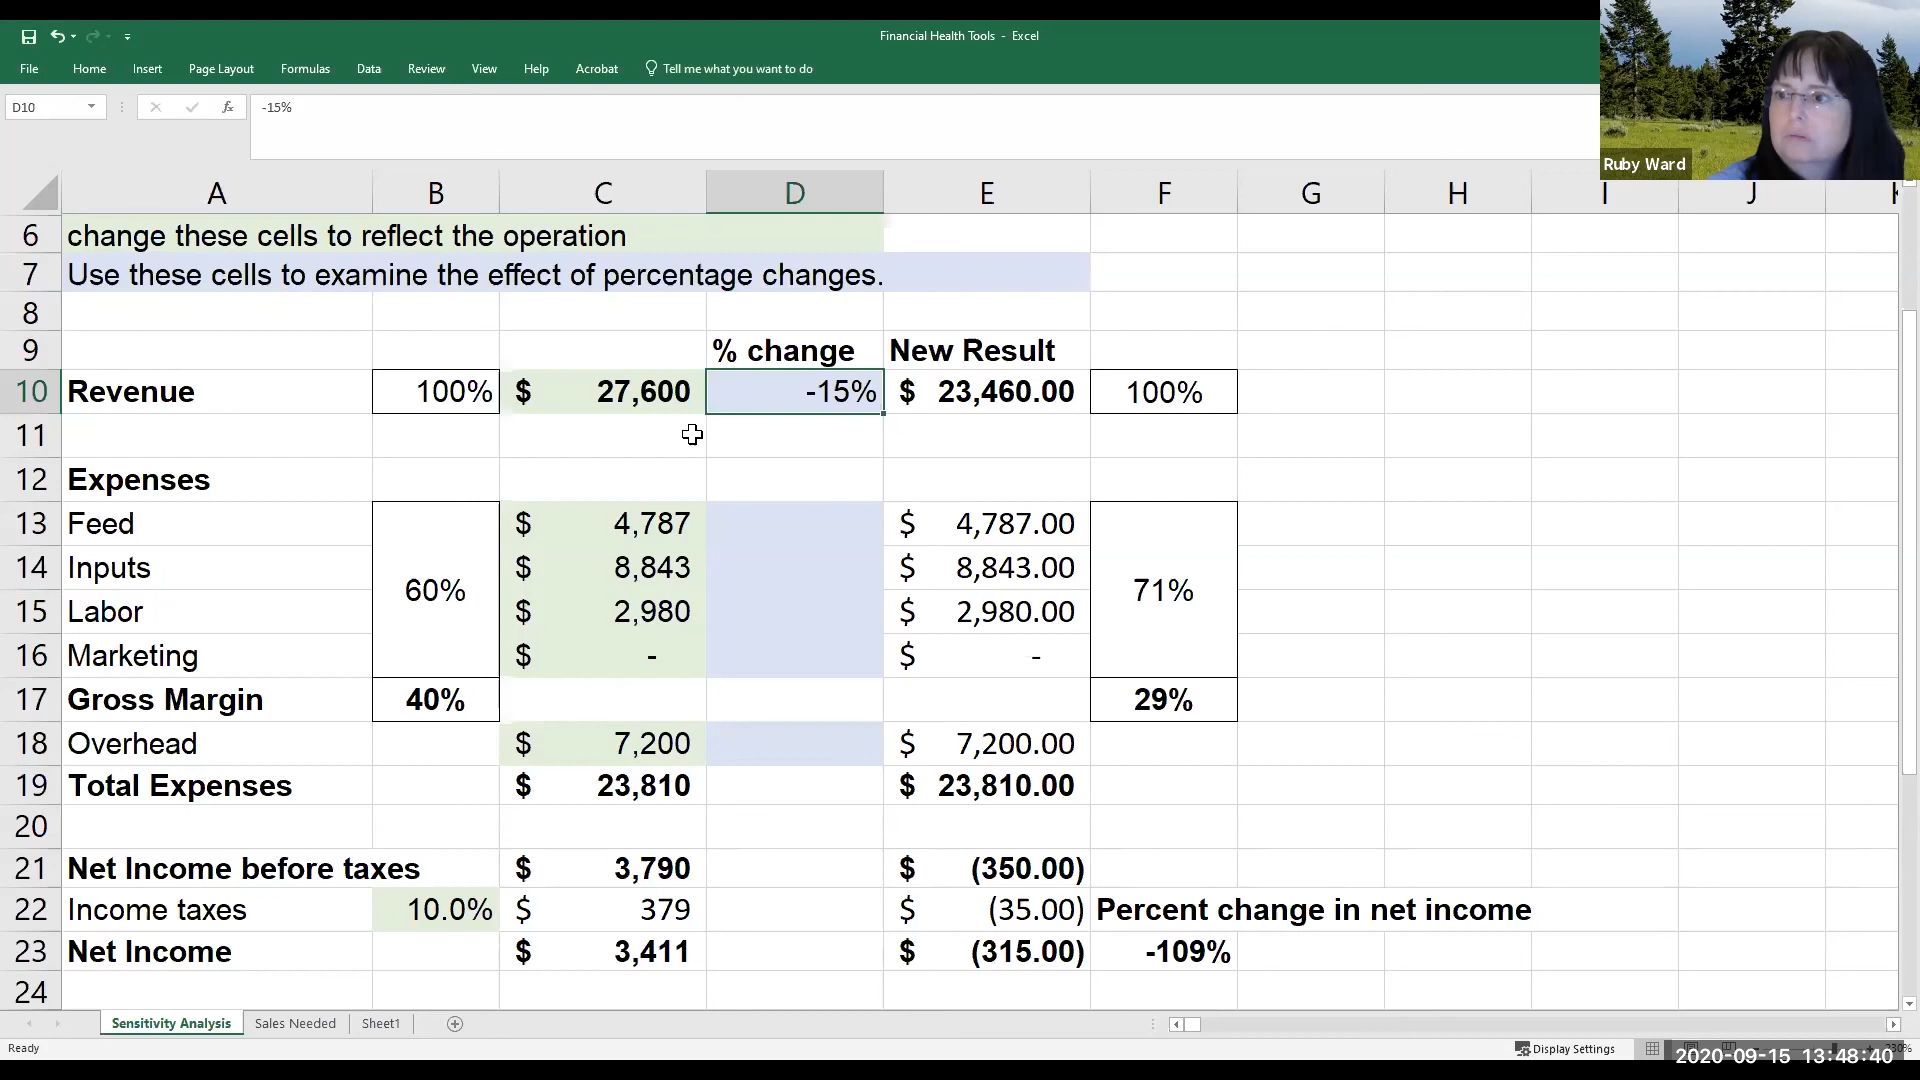 Financial Health Tools - Excel
File Home Insert Page Layout Formulas Data Review View Help Acrobat Tell me what you want to do
D10 fx -15%
Ruby Ward
A B C D E F G H I J
6 change these cells to reflect the operation
7 Use these cells to examine the effect of percentage changes.
8
9 % change New Result
10 Revenue 100% $ 27,600 -15% $ 23,460.00 100%
11
12 Expenses
13 Feed $ 4,787 $ 4,787.00
14 Inputs 60% $ 8,843 $ 8,843.00 71%
15 Labor $ 2,980 $ 2,980.00
16 Marketing $ - $ -
17 Gross Margin 40% 29%
18 Overhead $ 7,200 $ 7,200.00
19 Total Expenses $ 23,810 $ 23,810.00
20
21 Net Income before taxes $ 3,790 $ (350.00)
22 Income taxes 10.0% $ 379 $ (35.00) Percent change in net income
23 Net Income $ 3,411 $ (315.00) -109%
24
Sensitivity Analysis Sales Needed Sheet1
Ready Display Settings
2020-09-15 13:48:40